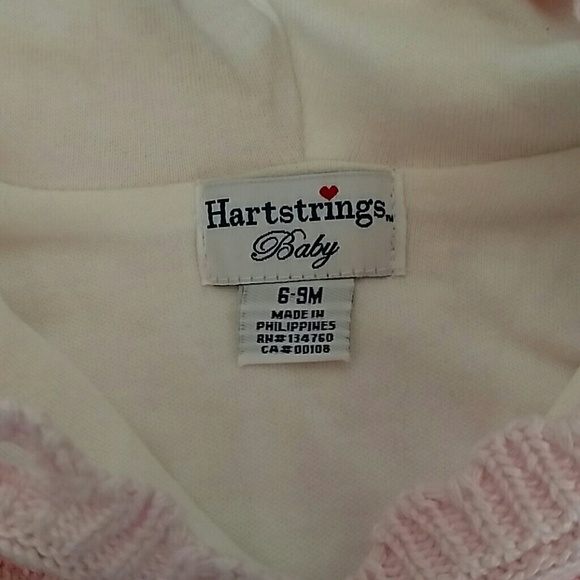 Hartstrings™
Baby
6-9M
MADE IN
PHILIPPINES
RN#134760
CA#00108